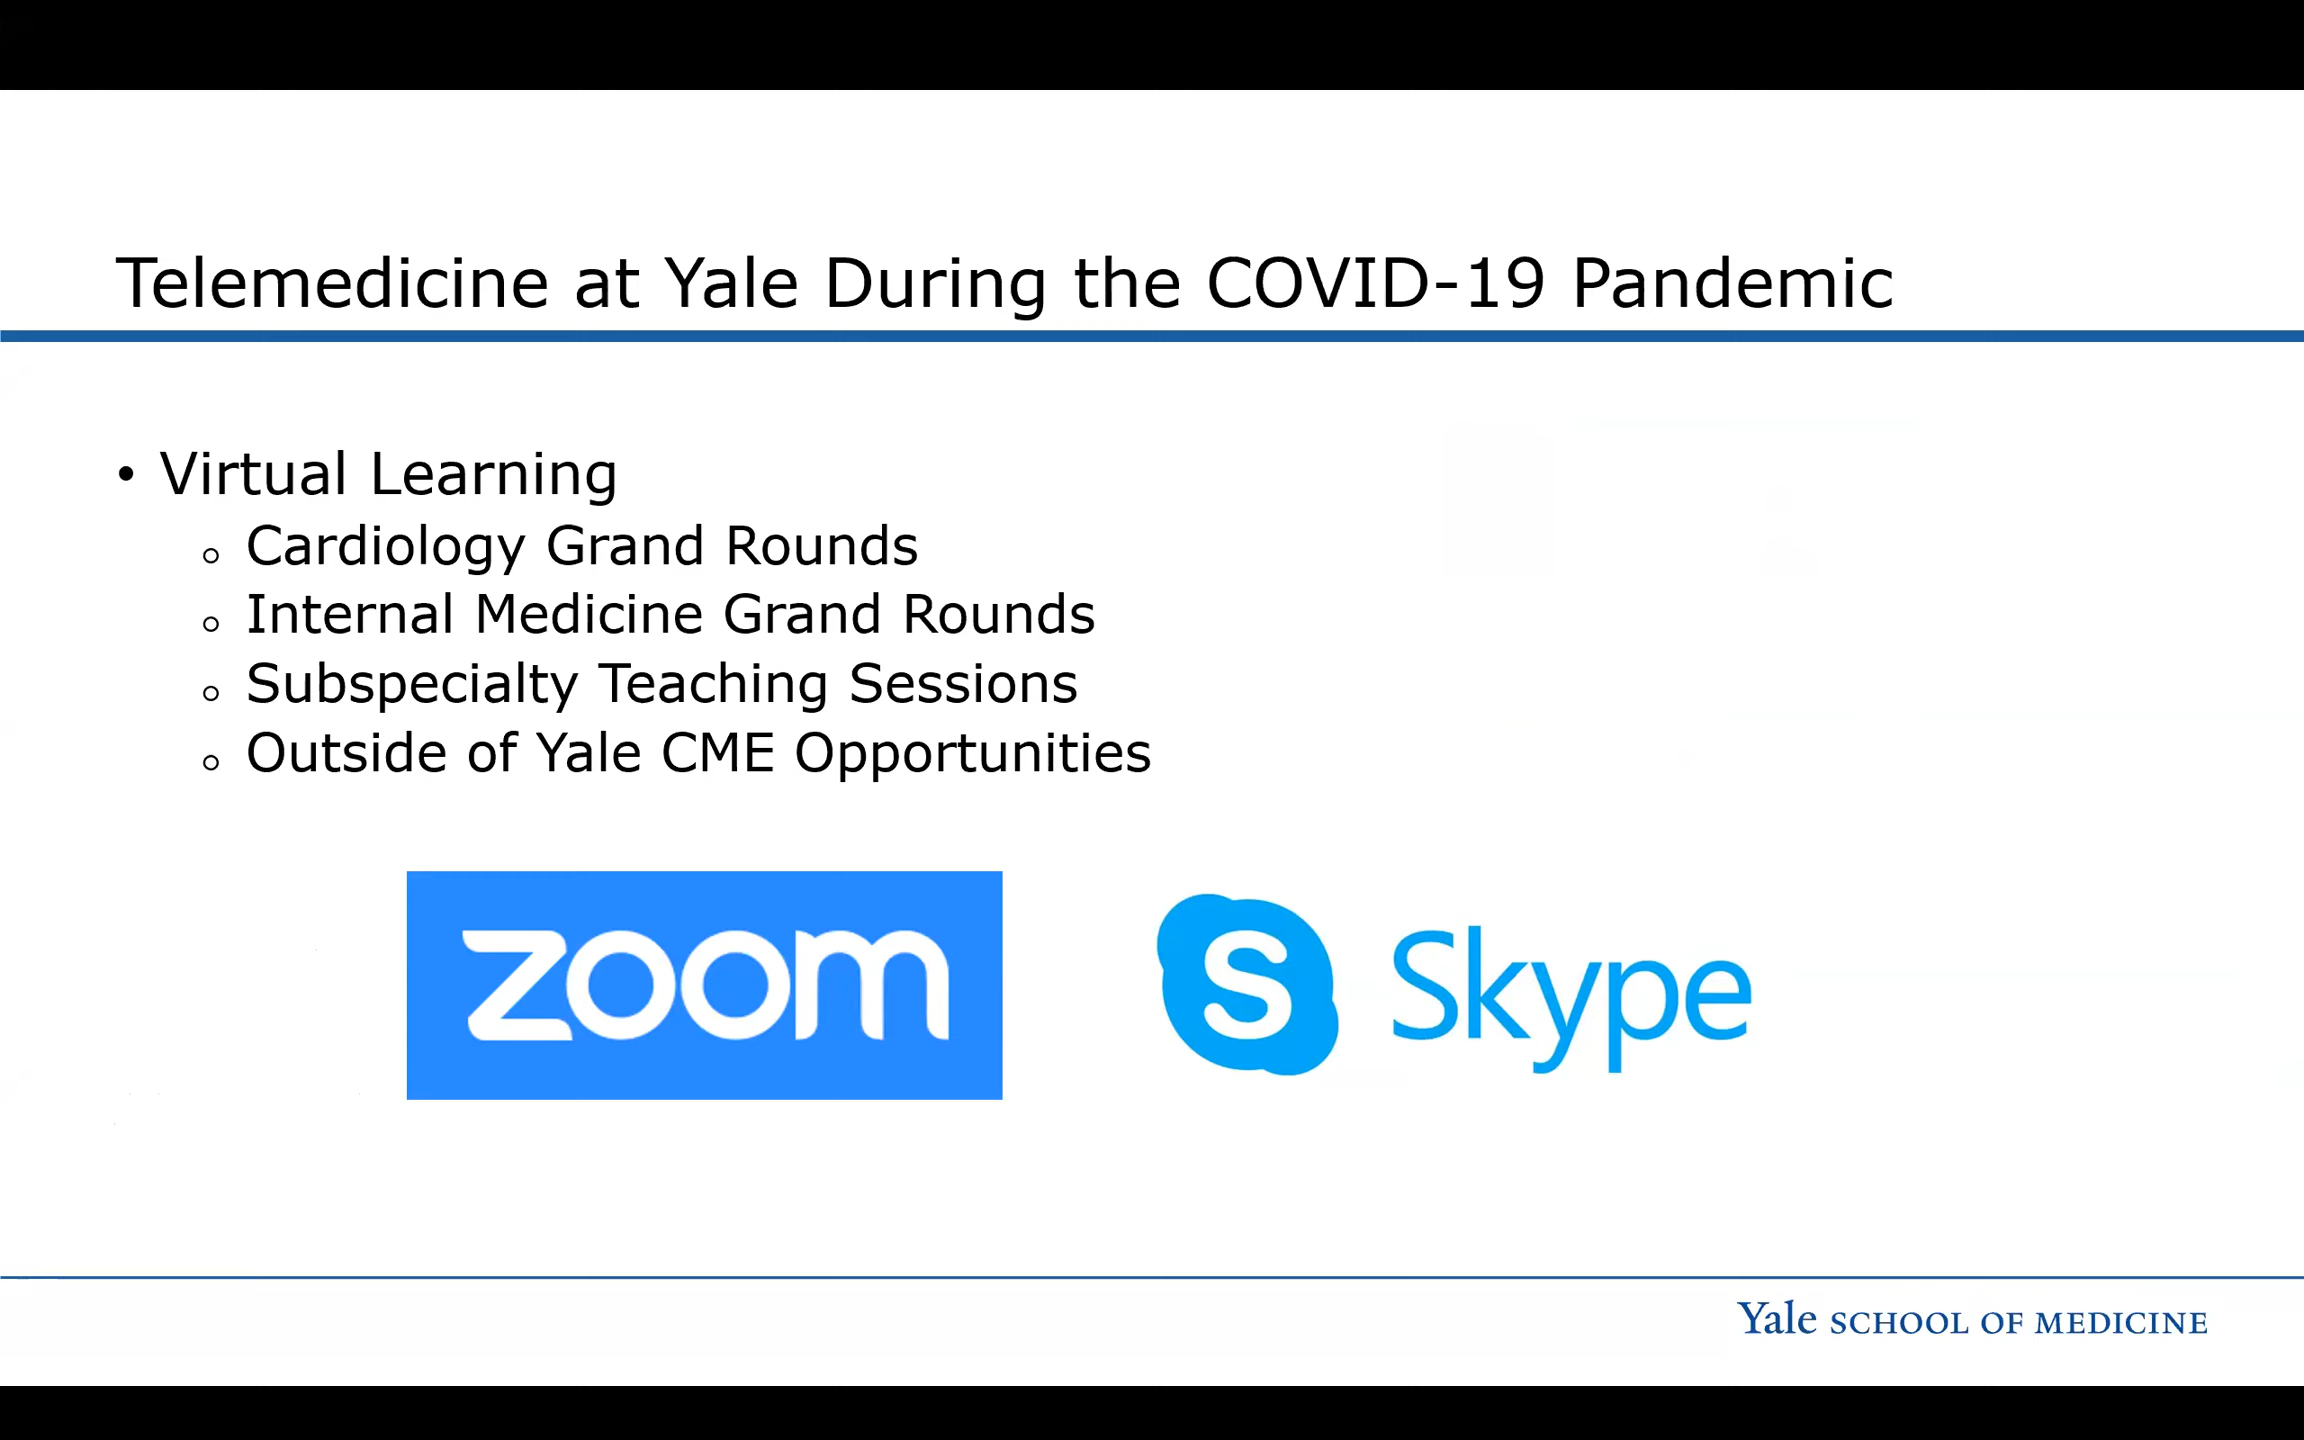 Telemedicine at Yale During the COVID-19 Pandemic
• Virtual Learning
○ Cardiology Grand Rounds
○ Internal Medicine Grand Rounds
○ Subspecialty Teaching Sessions
○ Outside of Yale CME Opportunities
zoom
S Skype
Yale SCHOOL OF MEDICINE